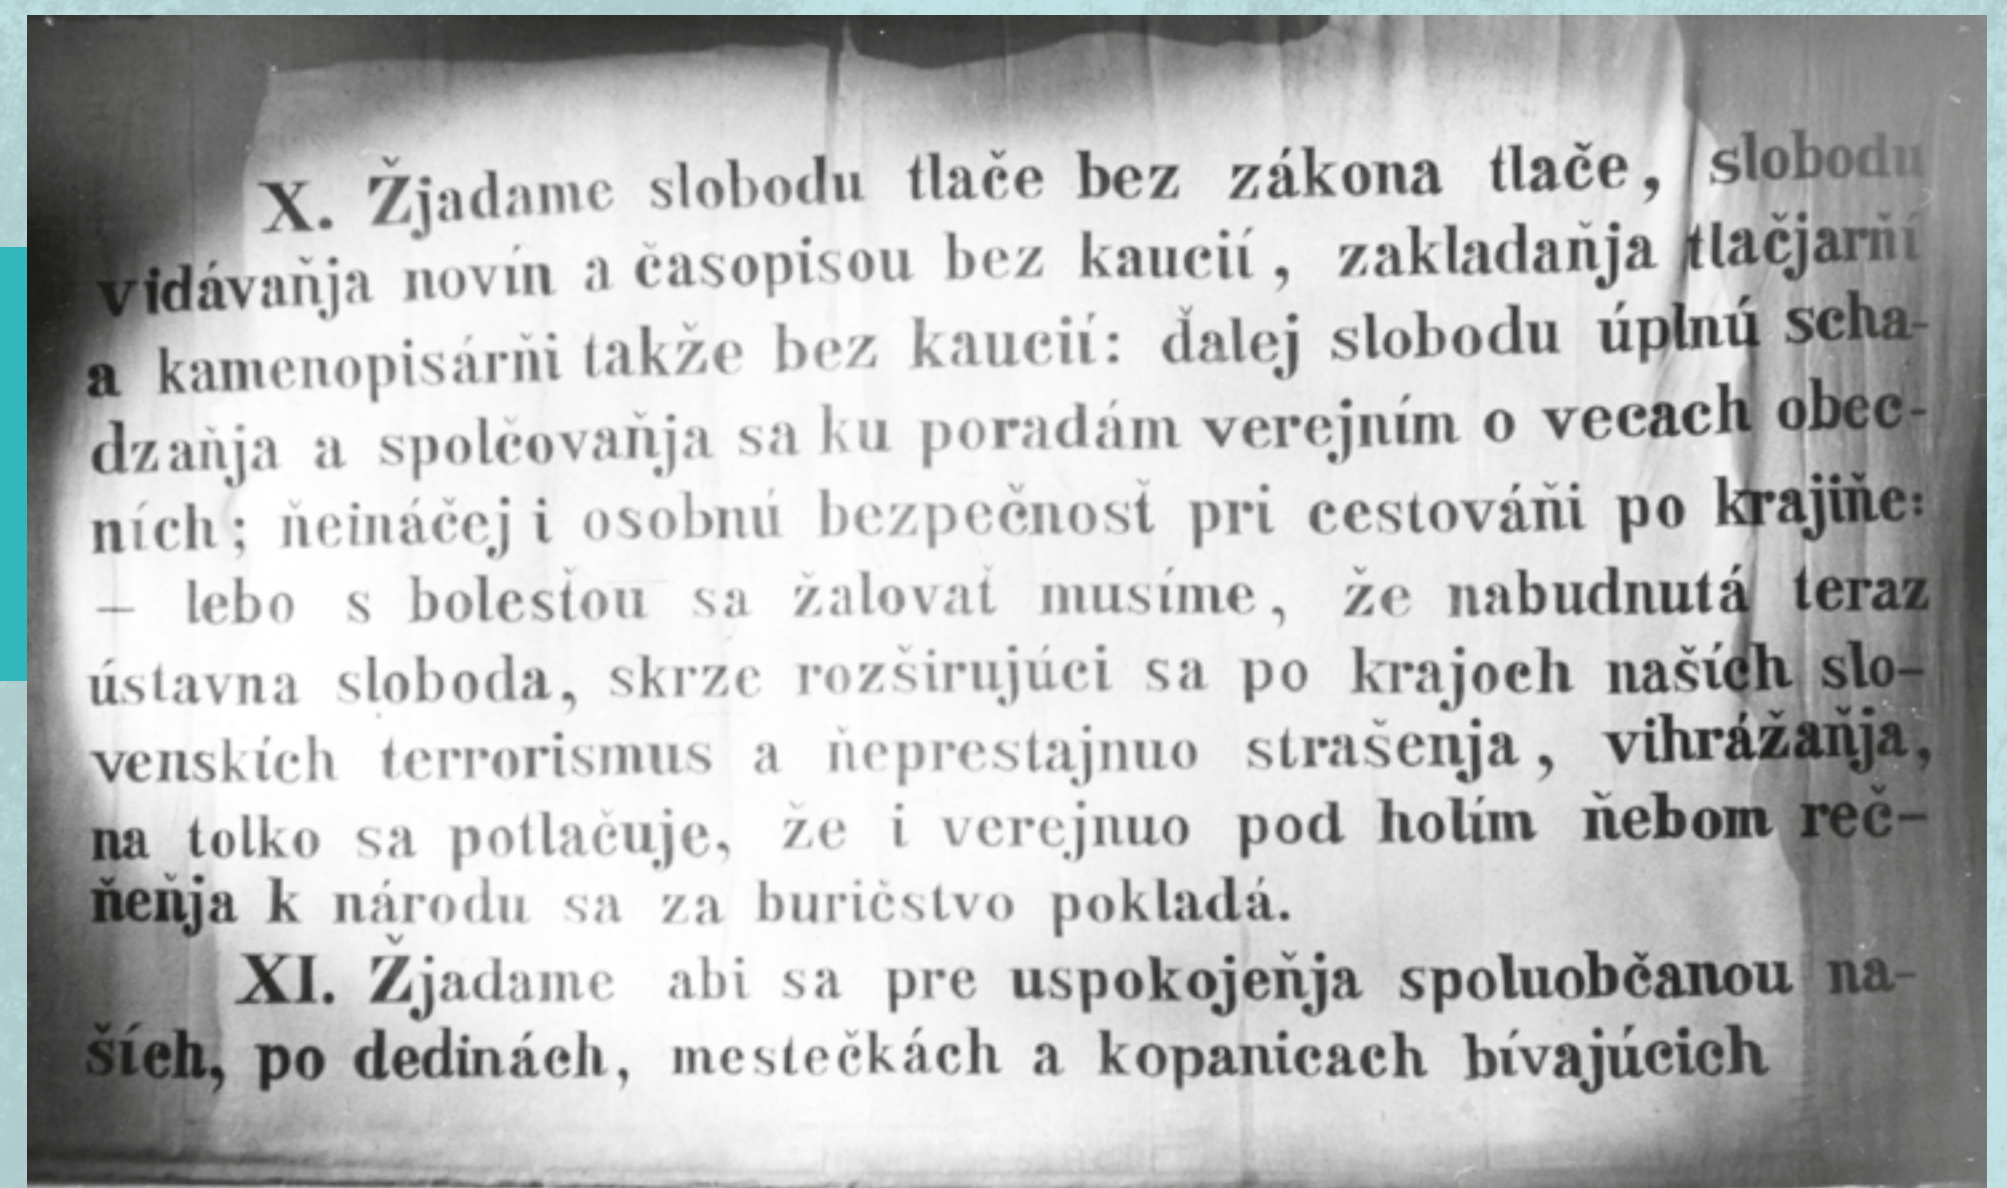 X. Žjadame slobodu tlače bez zákona tlače, slobodu
vidávaňja novín a časopisou bez kaucií, zakladaňja tlačjarňí
a kamenopisárňi takže bez kaucií: ďalej slobodu úplnú scha-
dzaňja a spolčovaňja sa ku poradám verejním o vecach obec-
ních; ňeináčej i osobnú bezpečnosť pri cestováňi po krajiňe:
— lebo s bolesťou sa žalovať musíme, že nabudnutá teraz
ústavna sloboda, skrze rozširujúci sa po krajoch naších slo-
venskích terrorismus a ňeprestajnuo strašenja, vihrážaňja,
na tolko sa potlačuje, že i verejnuo pod holím ňebom reč-
ňeňja k národu sa za buričstvo pokladá.
XI. Žjadame abi sa pre uspokojeňja spoluobčanou na-
ších, po dedinách, mestečkách a kopanicach bívajúcich